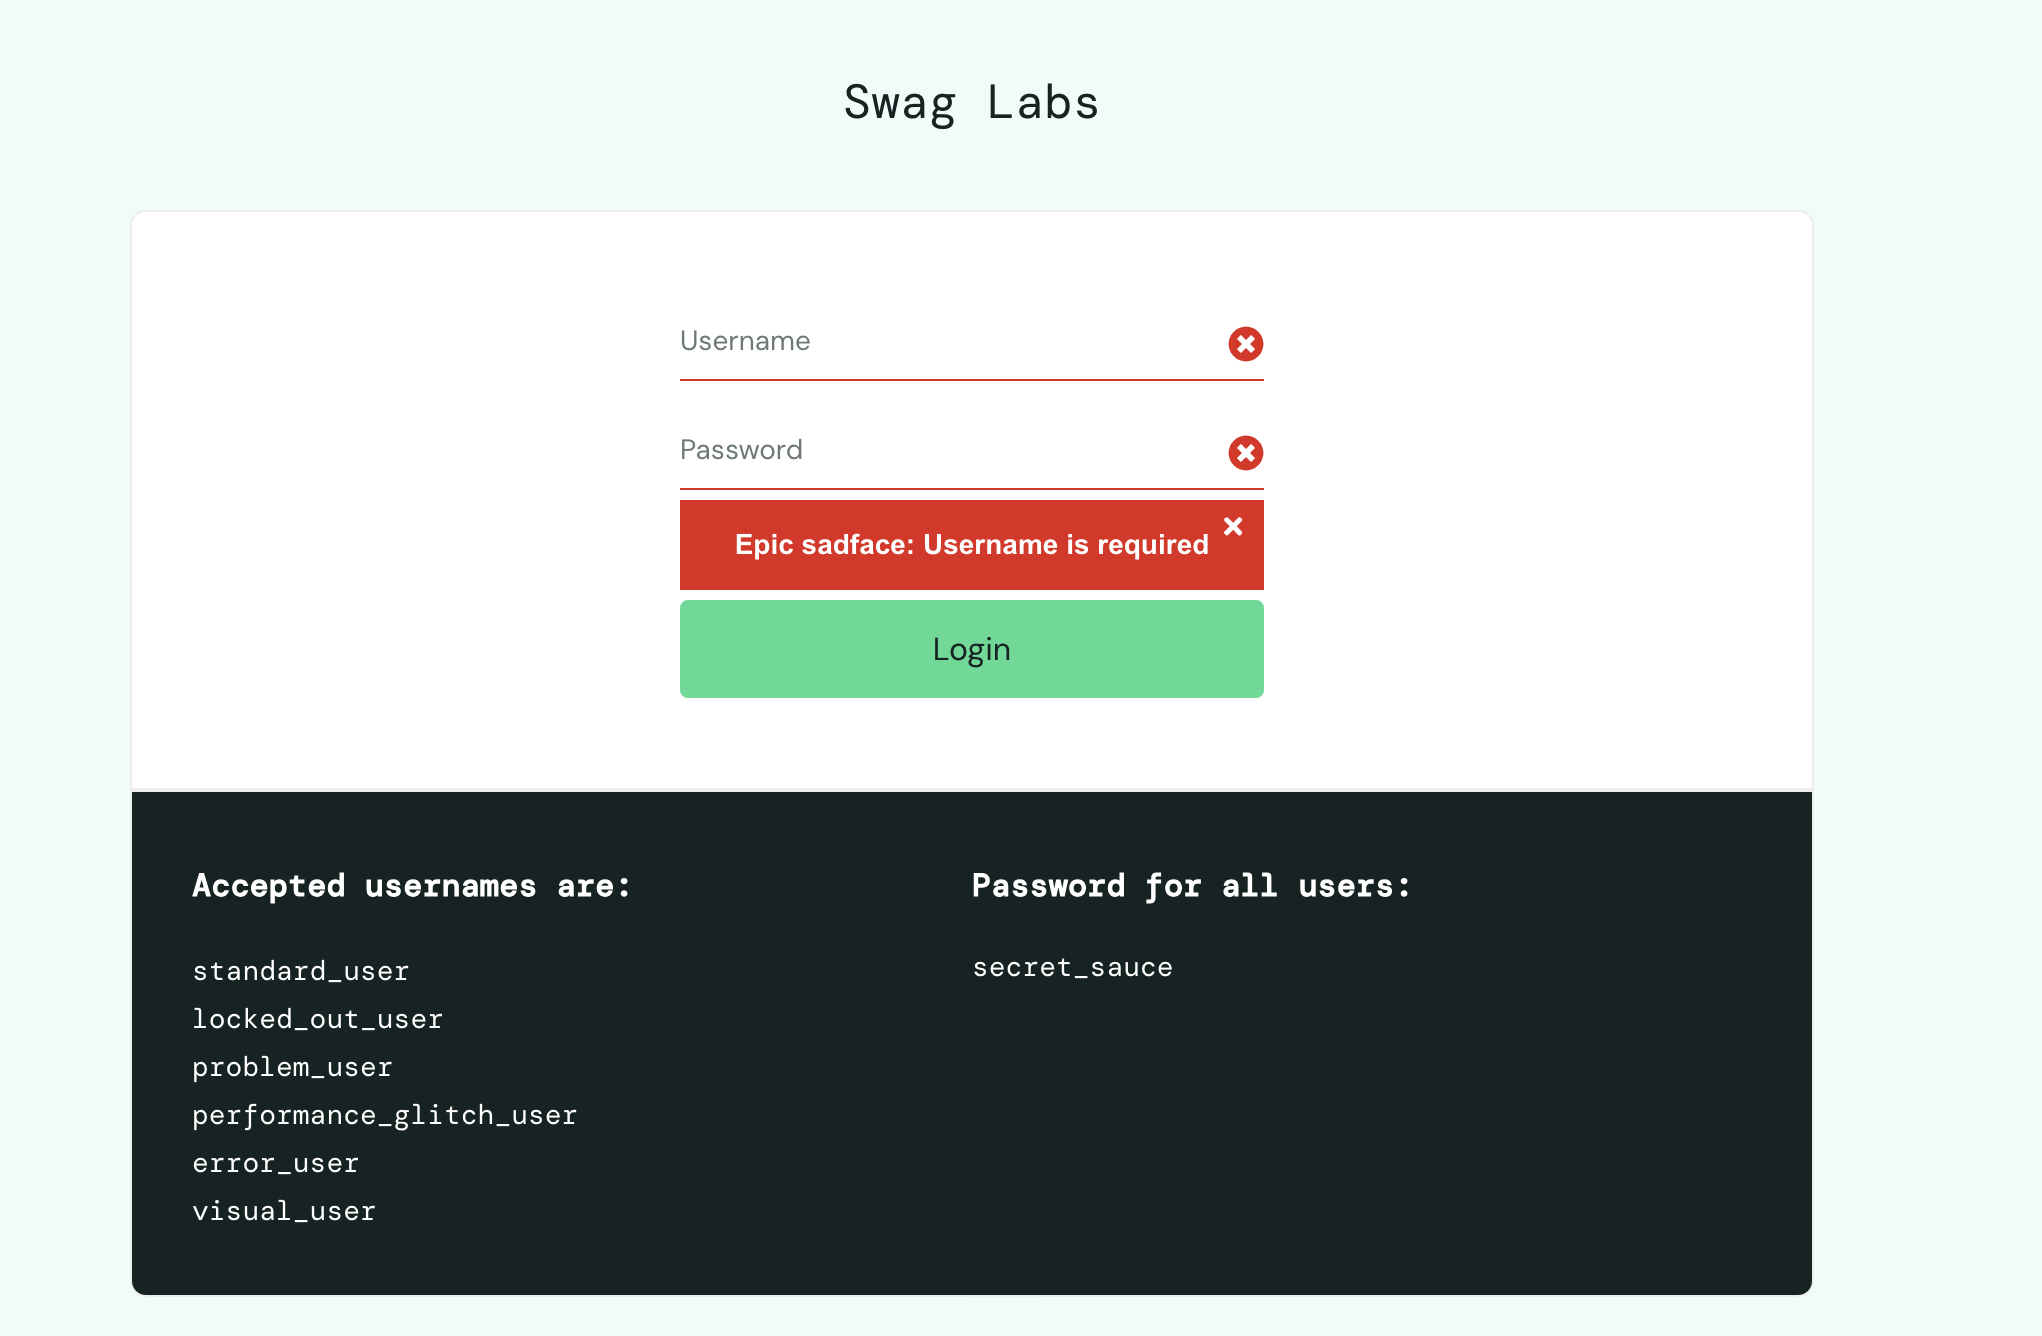 Swag Labs
Username
Password
Epic sadface: Username is required
Login
Accepted usernames are:
standard_user
locked_out_user
problem_user
performance_glitch_user
error_user
visual_user
Password for all users:
secret_sauce